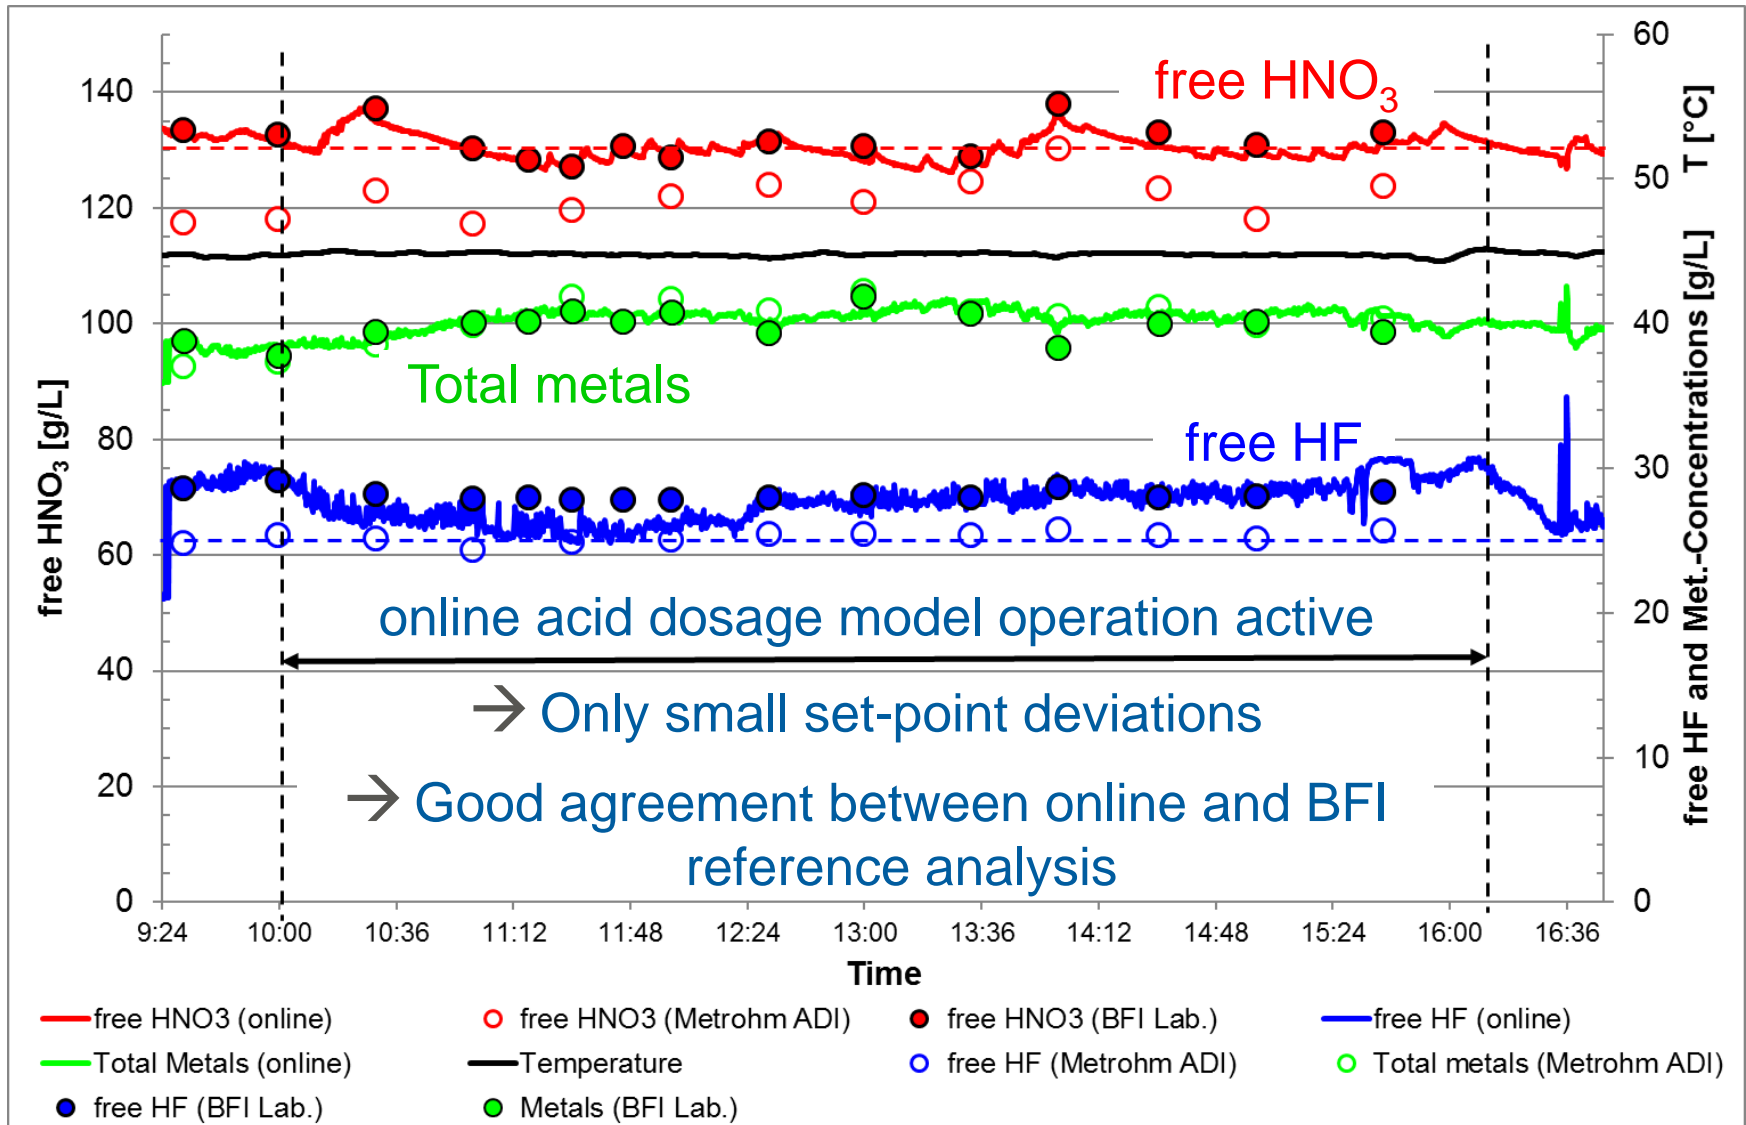 60
140
120
100
80
60
40
20
0
50
40
30
20
10
0
free HNO₃ [g/L]
T [°C]
free HF and Met.-Concentrations [g/L]
free HNO₃
Total metals
free HF
online acid dosage model operation active
→ Only small set-point deviations
→ Good agreement between online and BFI
reference analysis
9:24 10:00 10:36 11:12 11:48 12:24 13:00 13:36 14:12 14:48 15:24 16:00 16:36
Time
free HNO3 (online) free HNO3 (Metrohm ADI) free HNO3 (BFI Lab.) free HF (online)
Total Metals (online) Temperature free HF (Metrohm ADI) Total metals (Metrohm ADI)
free HF (BFI Lab.) Metals (BFI Lab.)